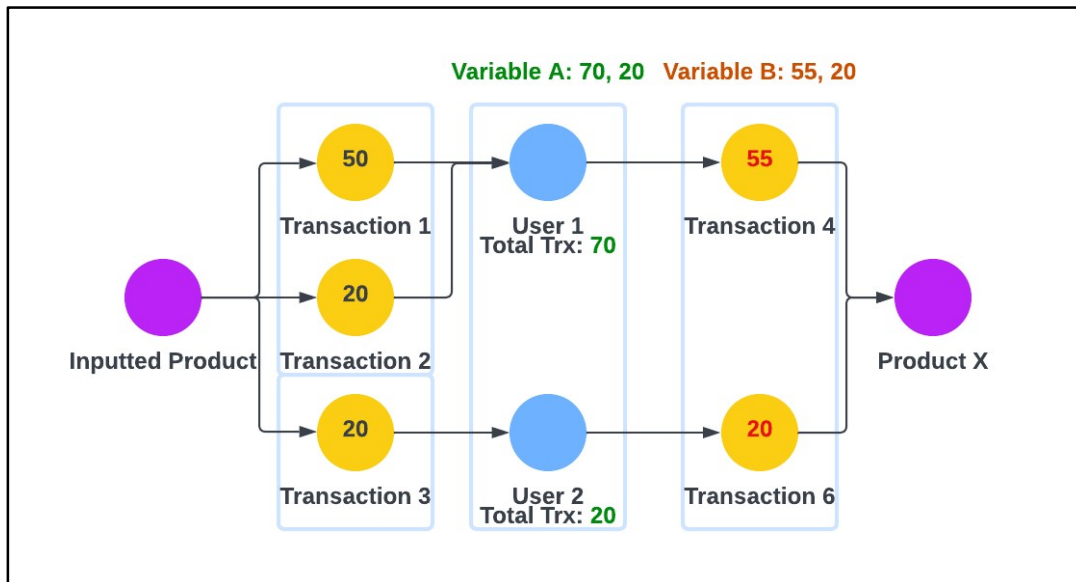 Variable A: 70, 20
Variable B: 55, 20
50
Transaction 1
User 1
Total Trx: 70
55
Transaction 4
20
Inputted Product
Transaction 2
Product X
20
Transaction 3
User 2
Total Trx: 20
20
Transaction 6